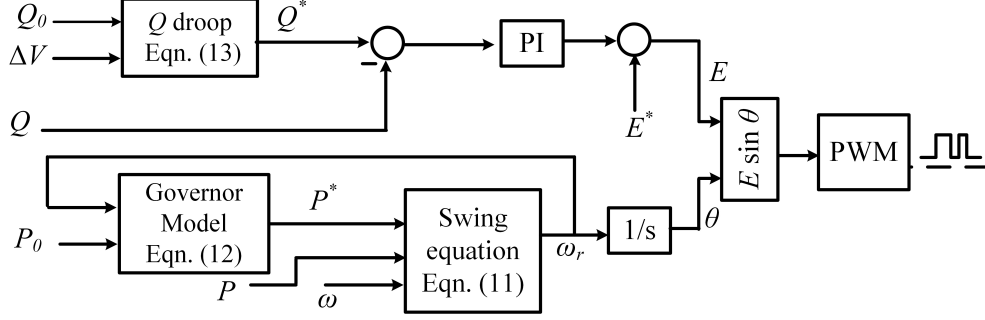 Q₀
ΔV
Q droop
Eqn. (13)
Q*
PI
E*
E
Q
E sin θ
PWM
Governor
Model
Eqn. (12)
P₀
P*
P
ω
Swing
equation
Eqn. (11)
ωᵣ
1/s
θ